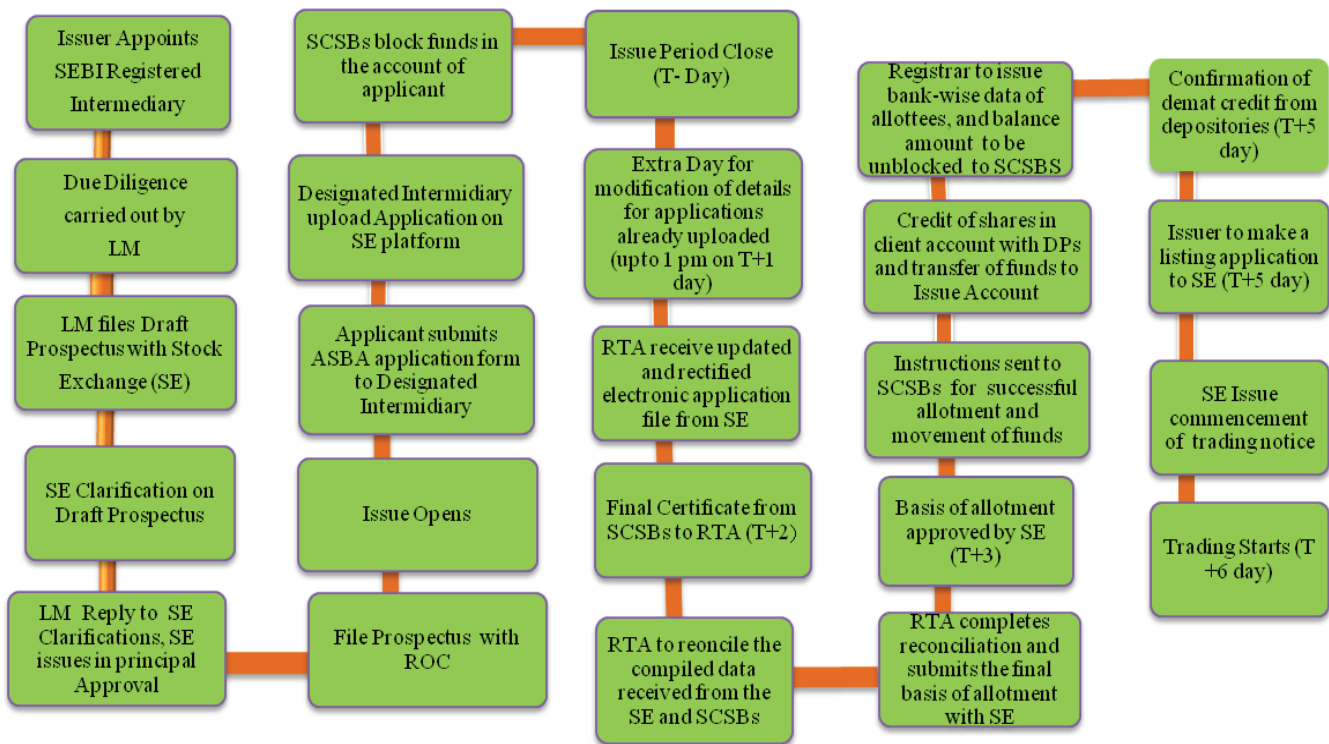 Issuer Appoints
SEBI Registered
Intermediary
Due Diligence
carried out by
LM
LM files Draft
Prospectus with Stock
Exchange (SE)
SE Clarification on
Draft Prospectus
LM Reply to SE
Clarifications, SE
issues in principal
Approval
SCSBs block funds in
the account of
applicant
Designated Intermidiary
upload Application on
SE platform
Applicant submits
ASBA application form
to Designated
Intermidiary
Issue Opens
File Prospectus with
ROC
Issue Period Close
(T- Day)
Extra Day for
modification of details
for applications
already uploaded
(upto 1 pm on T+1
day)
RTA receive updated
and rectified
electronic application
file from SE
Final Certificate from
SCSBs to RTA (T+2)
RTA to reconcile the
compiled data
received from the
SE and SCSBs
Registrar to issue
bank-wise data of
allottees, and balance
amount to be
unblocked to SCSBS
Credit of shares in
client account with DPs
and transfer of funds to
Issue Account
Instructions sent to
SCSBs for successful
allotment and
movement of funds
Basis of allotment
approved by SE
(T+3)
RTA completes
reconciliation and
submits the final
basis of allotment
with SE
Confirmation of
demat credit from
depositories (T+5
day)
Issuer to make a
listing application
to SE (T+5 day)
SE Issue
commencement
of trading notice
Trading Starts (T
+6 day)